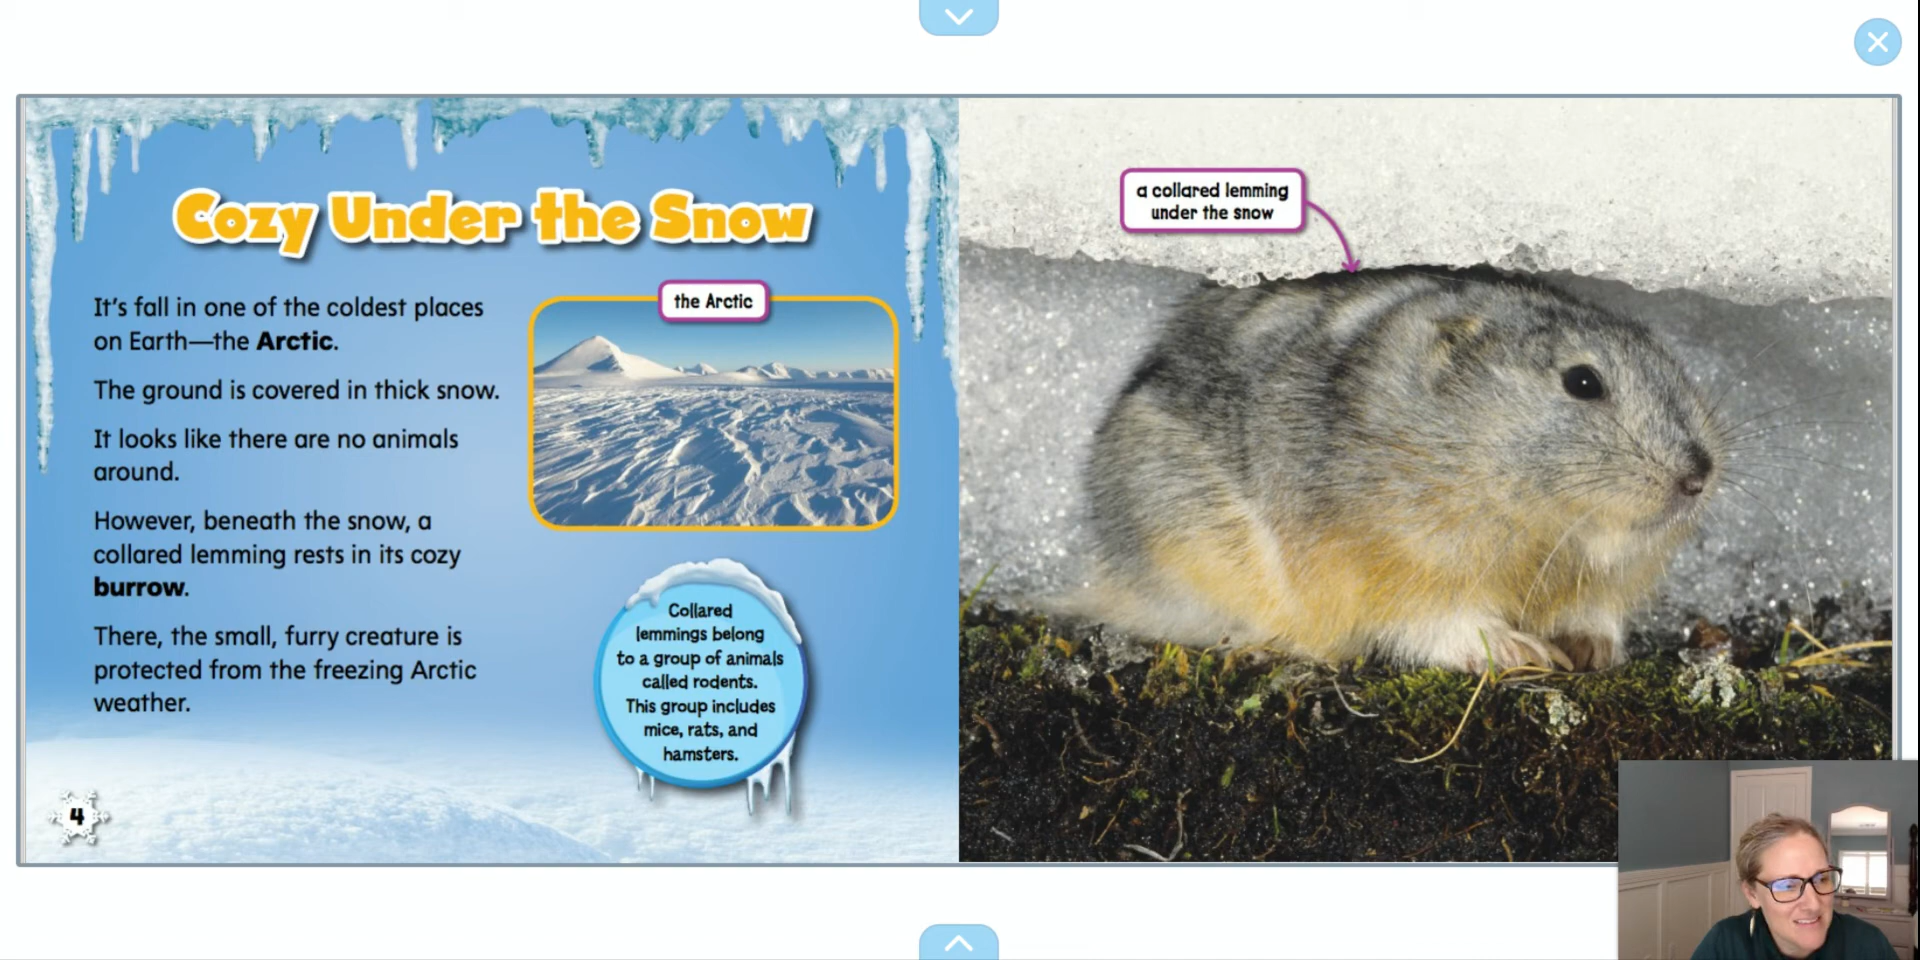 Cozy Under the Snow
It's fall in one of the coldest places
on Earth—the Arctic.
The ground is covered in thick snow.
It looks like there are no animals
around.
However, beneath the snow, a
collared lemming rests in its cozy
burrow.
There, the small, furry creature is
protected from the freezing Arctic
weather.
the Arctic
Collared
lemmings belong
to a group of animals
called rodents.
This group includes
mice, rats, and
hamsters.
4
a collared lemming
under the snow